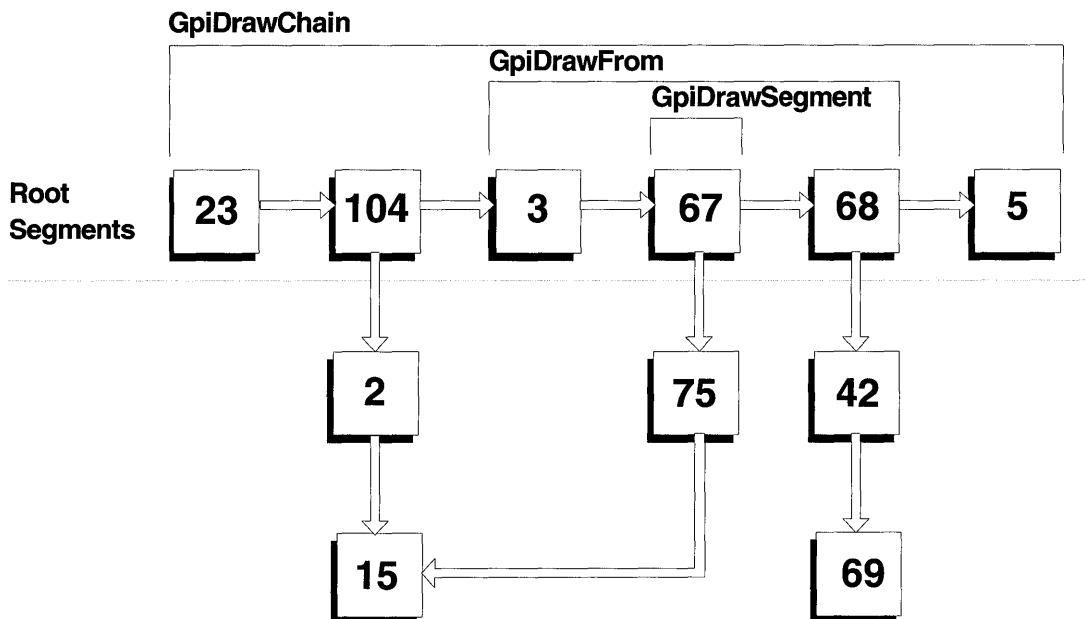 GpiDrawChain
GpiDrawFrom
GpiDrawSegment
Root
Segments
23
104
3
67
68
5
2
75
42
15
69